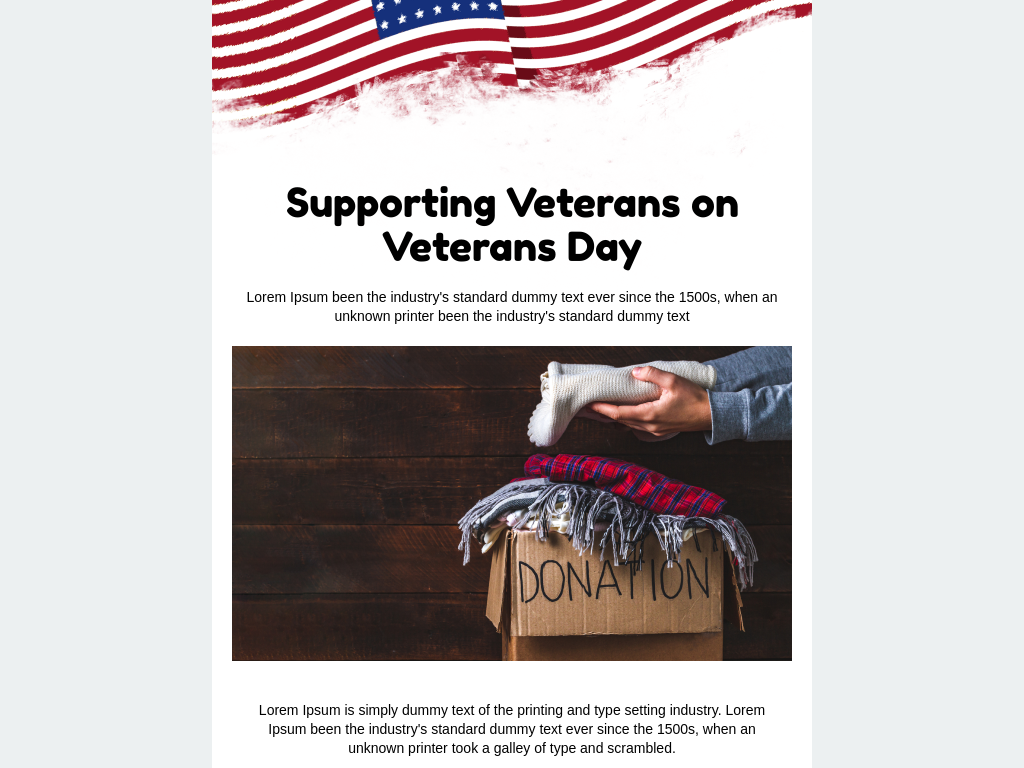 Supporting Veterans on
Veterans Day
Lorem Ipsum been the industry's standard dummy text ever since the 1500s, when an
unknown printer been the industry's standard dummy text
DONATION
Lorem Ipsum is simply dummy text of the printing and type setting industry. Lorem
Ipsum been the industry's standard dummy text ever since the 1500s, when an
unknown printer took a galley of type and scrambled.